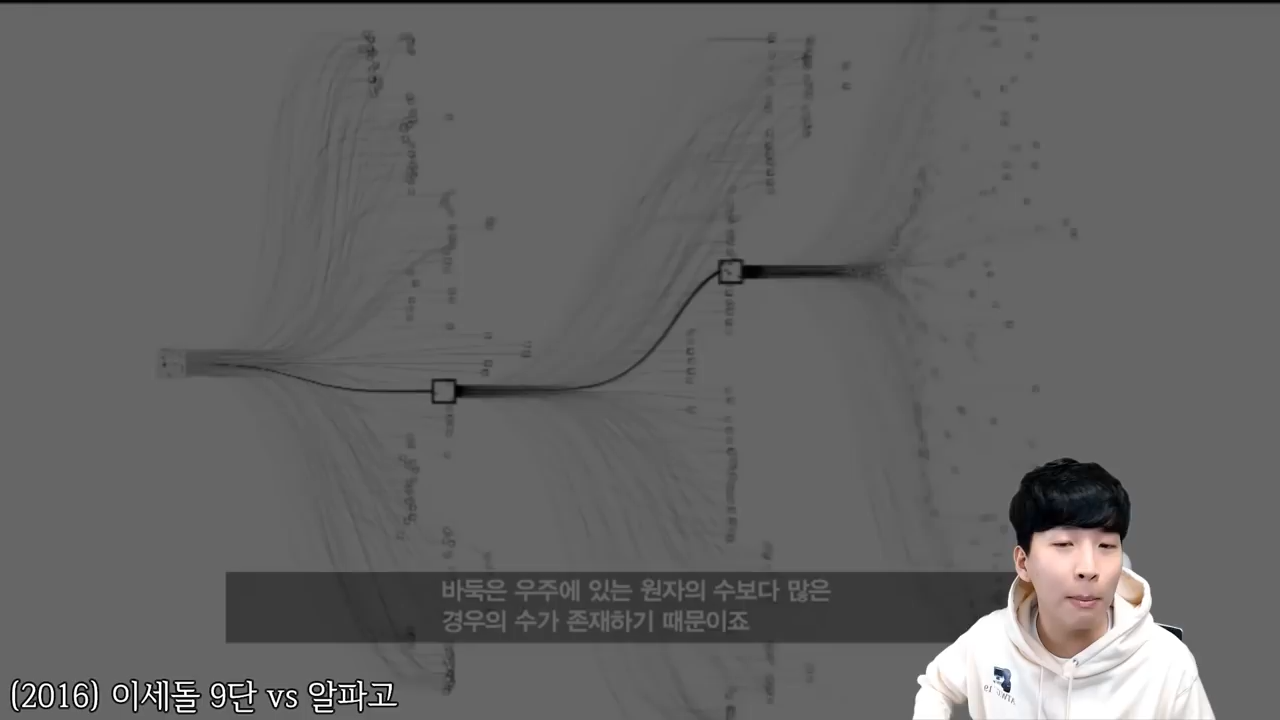 바둑은 우주에 있는 원자의 수보다 많은
경우의 수가 존재하기 때문이죠
(2016) 이세돌 9단 vs 알파고